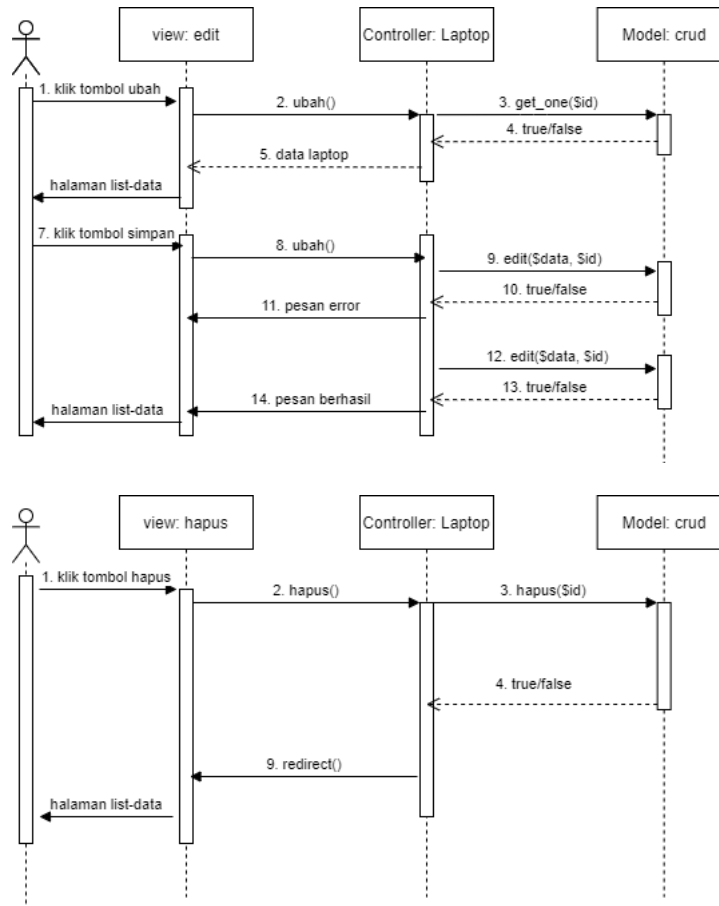 view: edit
Controller: Laptop
Model: crud
1. klik tombol ubah
2. ubah()
3. get_one($id)
4. true/false
5. data laptop
halaman list-data
7. klik tombol simpan
8. ubah()
9. edit($data, $id)
10. true/false
11. pesan error
12. edit($data, $id)
13. true/false
14. pesan berhasil
halaman list-data
view: hapus
Controller: Laptop
Model: crud
1. klik tombol hapus
2. hapus()
3. hapus($id)
4. true/false
9. redirect()
halaman list-data